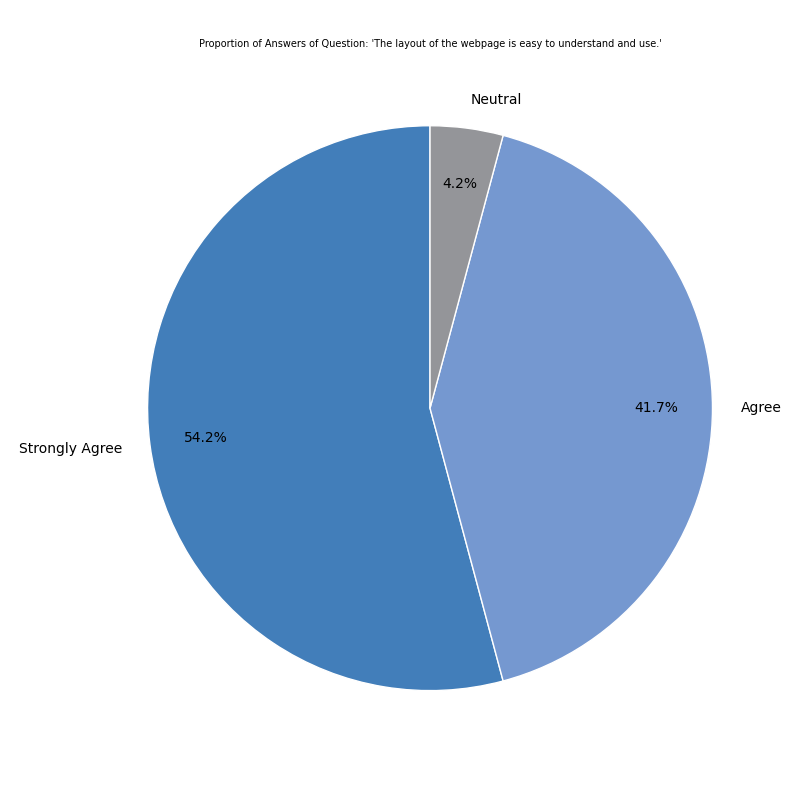 Proportion of Answers of Question: 'The layout of the webpage is easy to understand and use.'
Neutral
4.2%
41.7%
Agree
54.2%
Strongly Agree